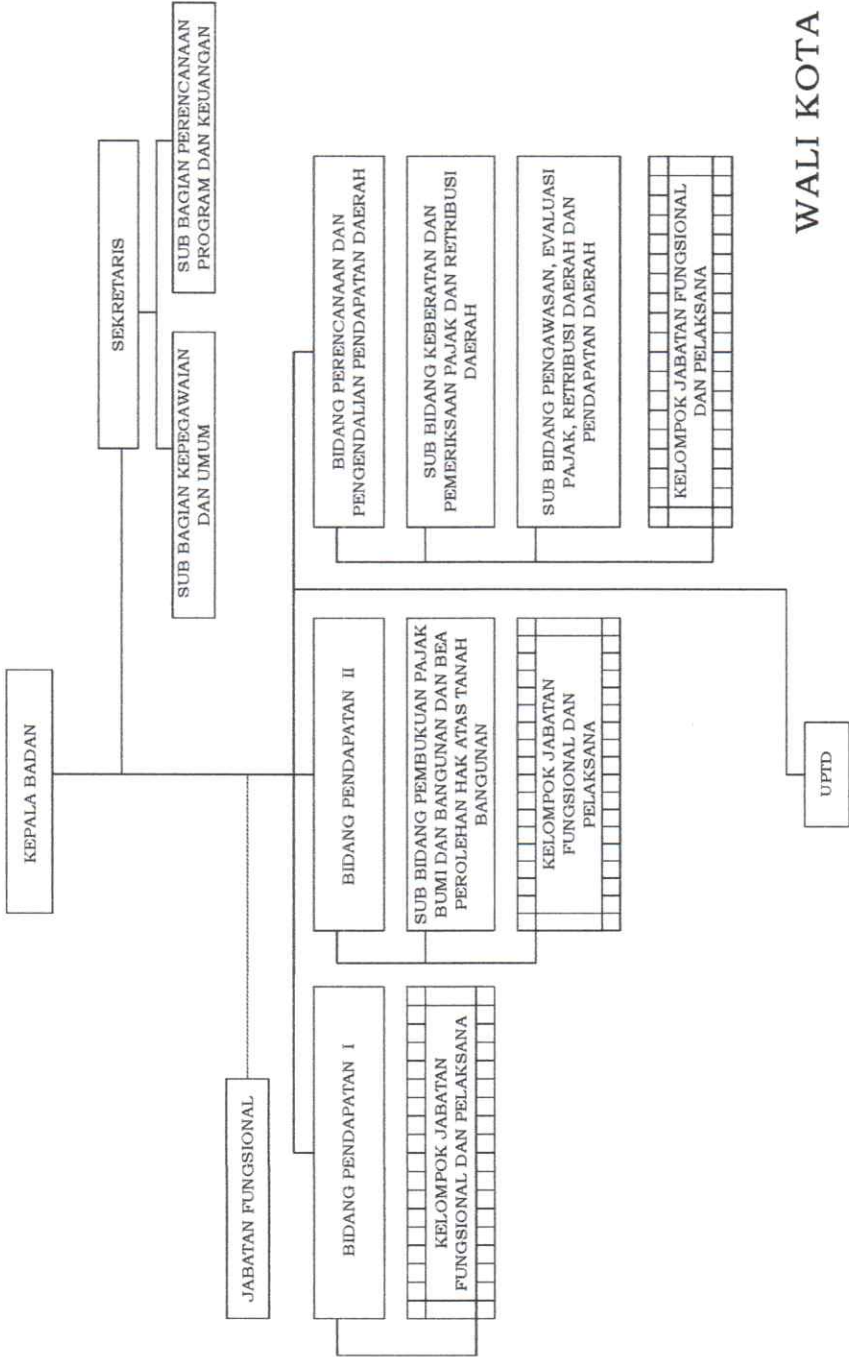 KEPALA BADAN
SEKRETARIS
SUB BAGIAN KEPEGAWAIAN
DAN UMUM
SUB BAGIAN PERENCANAAN
PROGRAM DAN KEUANGAN
JABATAN FUNGSIONAL
BIDANG PENDAPATAN I
KELOMPOK JABATAN
FUNGSIONAL DAN PELAKSANA
BIDANG PENDAPATAN II
SUB BIDANG PEMBUKUAN PAJAK
BUMI DAN BANGUNAN DAN BEA
PEROLEHAN HAK ATAS TANAH
BANGUNAN
KELOMPOK JABATAN
FUNGSIONAL DAN
PELAKSANA
BIDANG PERENCANAAN DAN
PENGENDALIAN PENDAPATAN DAERAH
SUB BIDANG KEBERATAN DAN
PEMERIKSAAN PAJAK DAN RETRIBUSI
DAERAH
SUB BIDANG PENGAWASAN, EVALUASI
PAJAK, RETRIBUSI DAERAH DAN
PENDAPATAN DAERAH
KELOMPOK JABATAN FUNGSIONAL
DAN PELAKSANA
UPTD
WALI KOTA